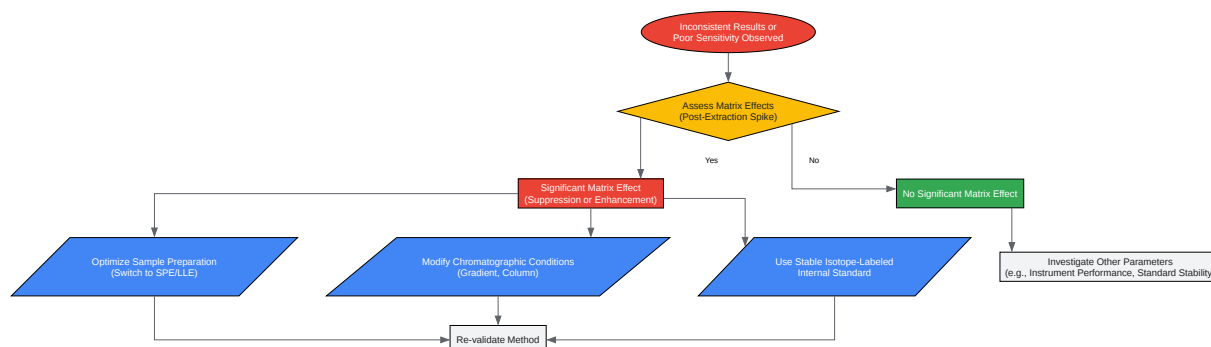 Inconsistent Results or
Poor Sensitivity Observed
Assess Matrix Effects
(Post-Extraction Spike)
Yes
No
Significant Matrix Effect
(Suppression or Enhancement)
No Significant Matrix Effect
Optimize Sample Preparation
(Switch to SPE/LLE)
Modify Chromatographic Conditions
(Gradient, Column)
Use Stable Isotope-Labeled
Internal Standard
Investigate Other Parameters
(e.g., Instrument Performance, Standard Stability
Re-validate Method